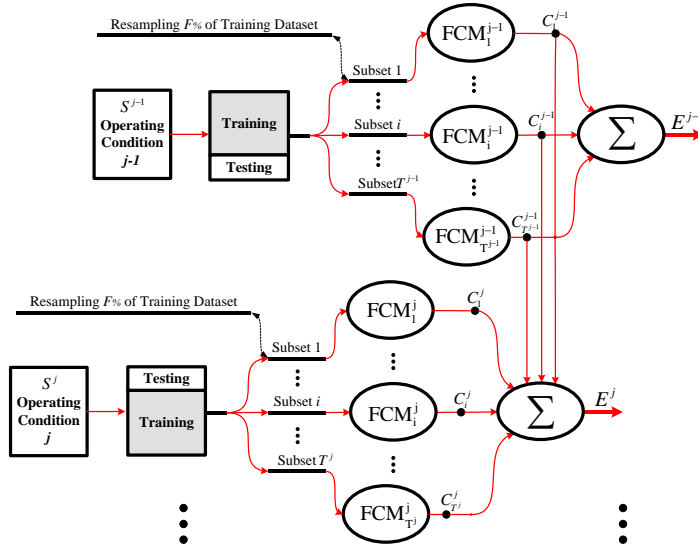 Resampling F% of Training Dataset
S^{j-1}
Operating
Condition
j-1
Training
Testing
Subset 1
Subset i
Subset T^{j-1}
FCM_1^{j-1}
FCM_i^{j-1}
FCM_{T^{j-1}}^{j-1}
C_1^{j-1}
C_i^{j-1}
C_{T^{j-1}}^{j-1}
Σ
E^{j-
Resampling F% of Training Dataset
S^j
Operating
Condition
j
Testing
Training
Subset 1
Subset i
Subset T^j
FCM_1^j
FCM_i^j
FCM_{T^j}^j
C_1^j
C_i^j
C_{T^j}^j
Σ
E^j